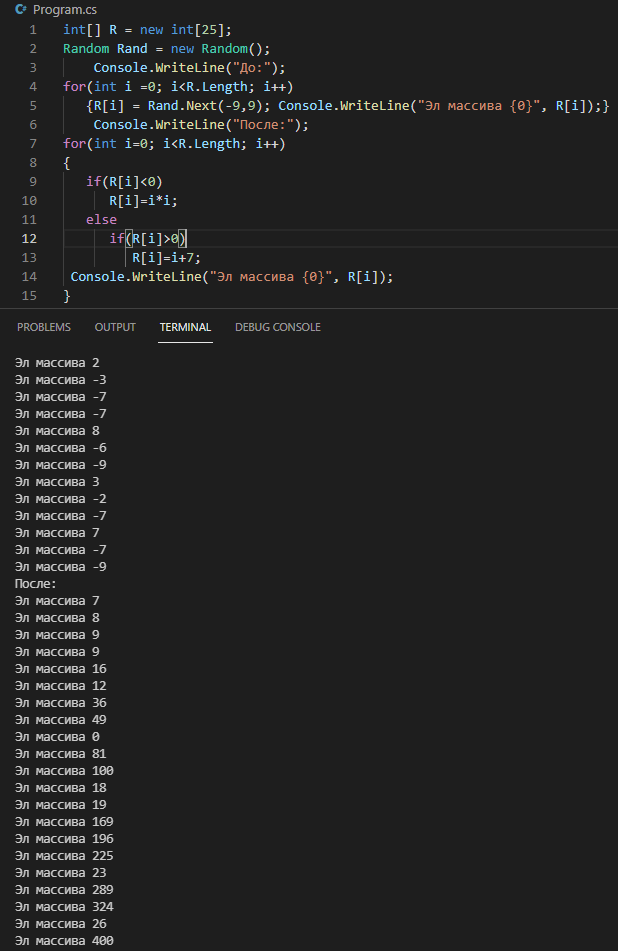 C# Program.cs
1 int[] R = new int[25];
2 Random Rand = new Random();
3 Console.WriteLine("До:");
4 for(int i =0; i<R.Length; i++)
5 {R[i] = Rand.Next(-9,9); Console.WriteLine("Эл массива {0}", R[i]);}
6 Console.WriteLine("После:");
7 for(int i=0; i<R.Length; i++)
8 {
9 if(R[i]<0)
10 R[i]=i*i;
11 else
12 if(R[i]>0)
13 R[i]=i+7;
14 Console.WriteLine("Эл массива {0}", R[i]);
15 }
PROBLEMS OUTPUT TERMINAL DEBUG CONSOLE
Эл массива 2
Эл массива -3
Эл массива -7
Эл массива -7
Эл массива 8
Эл массива -6
Эл массива -9
Эл массива 3
Эл массива -2
Эл массива -7
Эл массива 7
Эл массива -7
Эл массива -9
После:
Эл массива 7
Эл массива 8
Эл массива 9
Эл массива 9
Эл массива 16
Эл массива 12
Эл массива 36
Эл массива 49
Эл массива 0
Эл массива 81
Эл массива 100
Эл массива 18
Эл массива 19
Эл массива 169
Эл массива 196
Эл массива 225
Эл массива 23
Эл массива 289
Эл массива 324
Эл массива 26
Эл массива 400